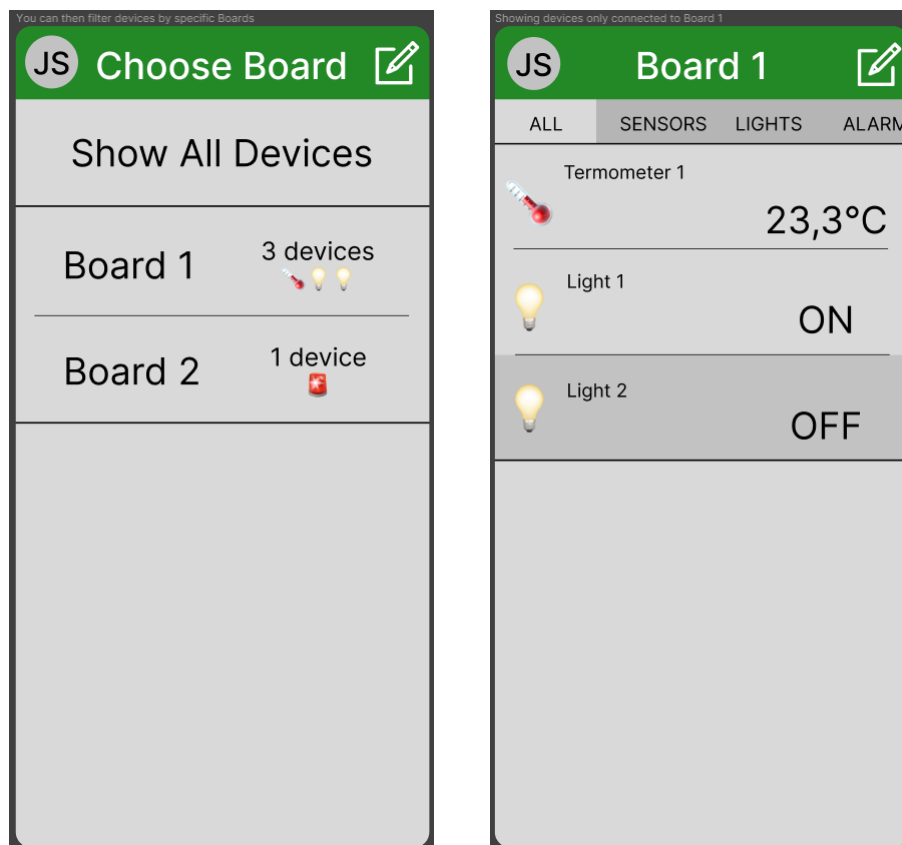 You can then filter devices by specific Boards
JS Choose Board
Show All Devices
Board 1
3 devices
Board 2
1 device
Showing devices only connected to Board 1
JS Board 1
ALL SENSORS LIGHTS ALARM
Termometer 1
23,3°C
Light 1
ON
Light 2
OFF